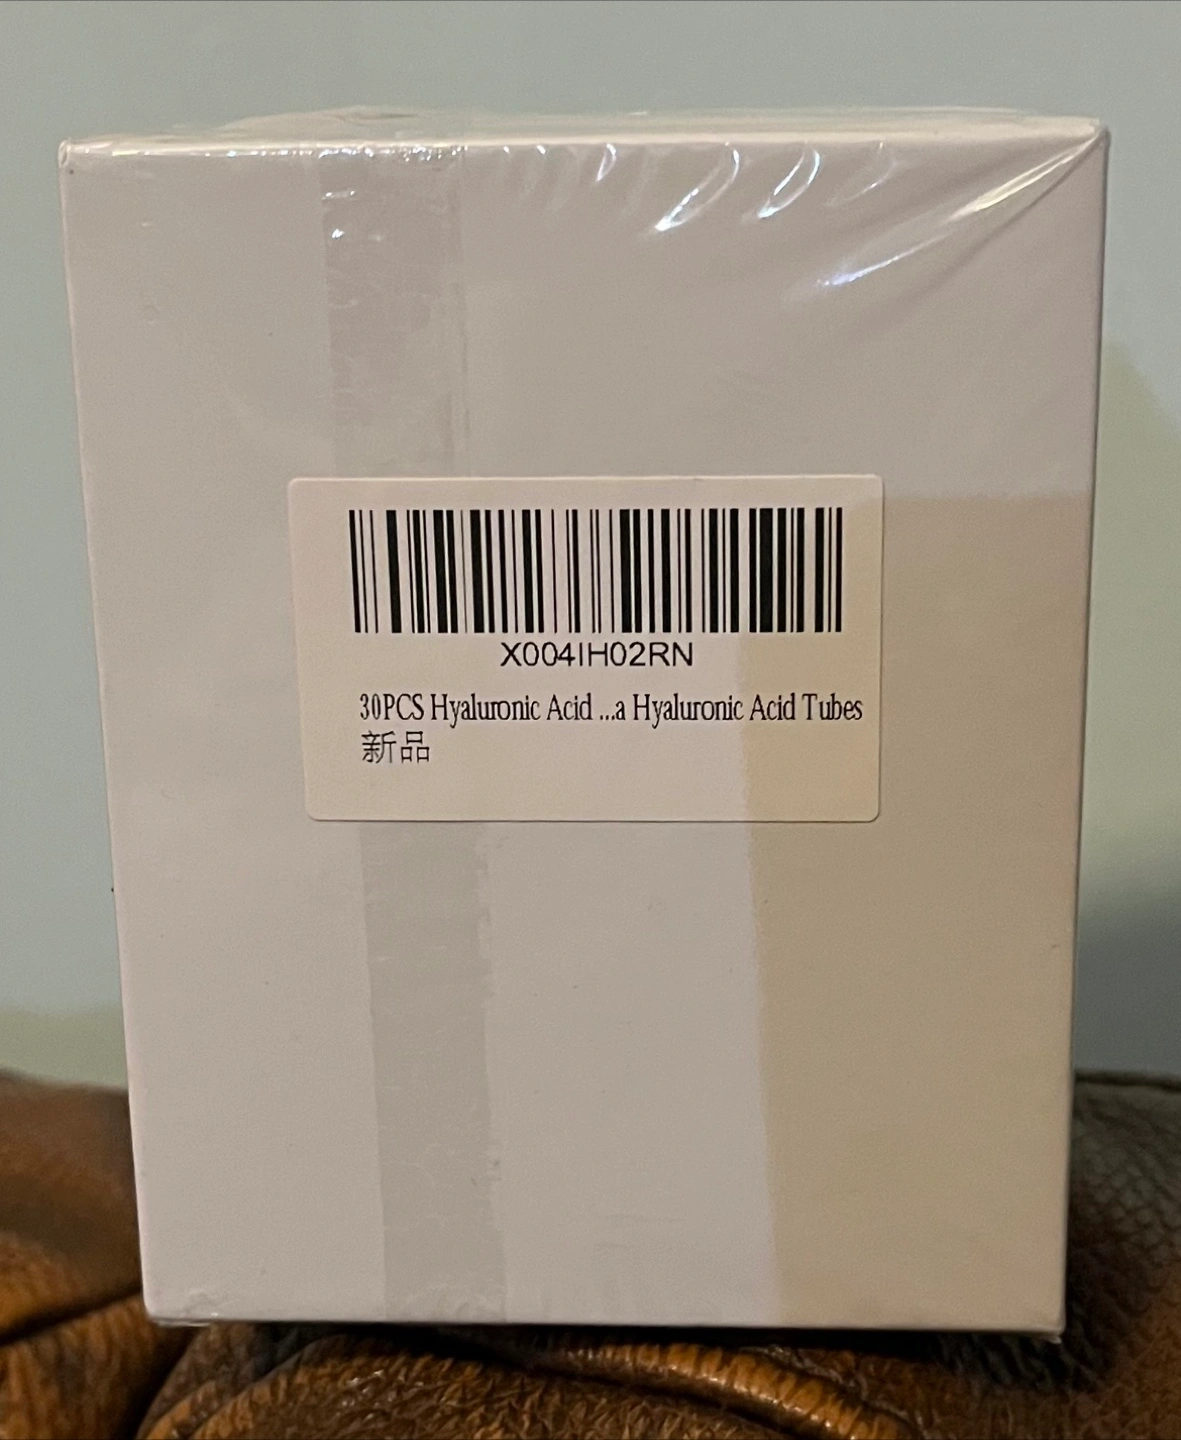 X004IH02RN
30PCS Hyaluronic Acid ...a Hyaluronic Acid Tubes
新品